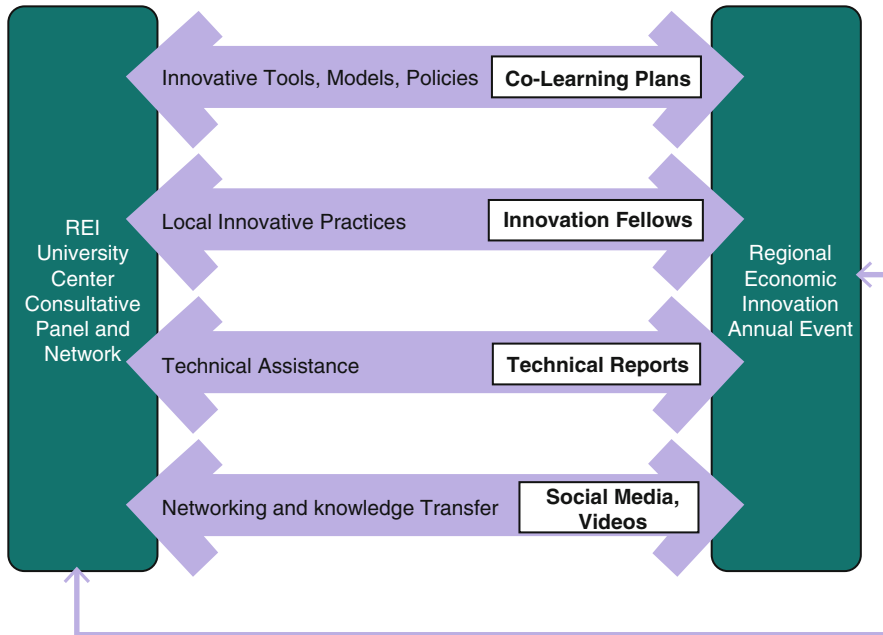 Innovative Tools, Models, Policies
Co-Learning Plans
Local Innovative Practices
Innovation Fellows
REI
University
Center
Consultative
Panel and
Network
Regional
Economic
Innovation
Annual Event
Technical Assistance
Technical Reports
Networking and knowledge Transfer
Social Media,
Videos